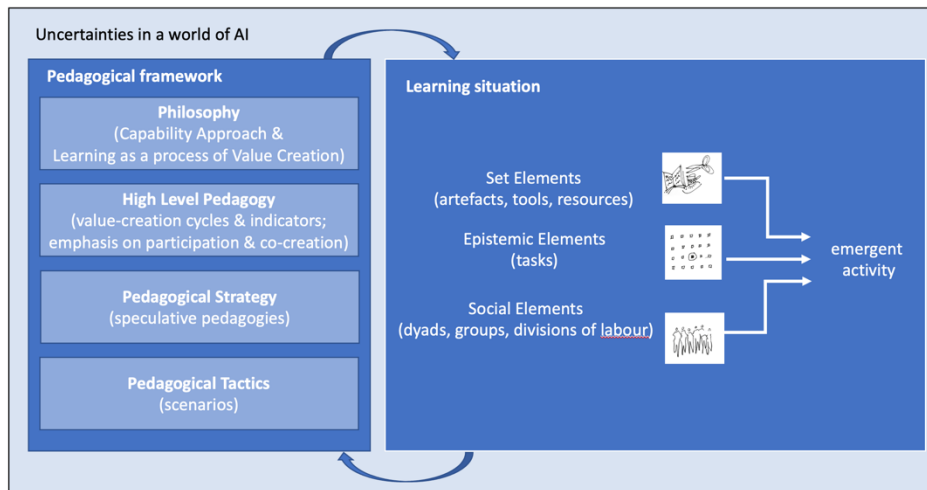 Uncertainties in a world of AI
Pedagogical framework
Philosophy
(Capability Approach &
Learning as a process of Value Creation)
High Level Pedagogy
(value-creation cycles & indicators;
emphasis on participation & co-creation)
Pedagogical Strategy
(speculative pedagogies)
Pedagogical Tactics
(scenarios)
Learning situation
Set Elements
(artefacts, tools, resources)
Epistemic Elements
(tasks)
Social Elements
(dyads, groups, divisions of labour)
emergent
activity